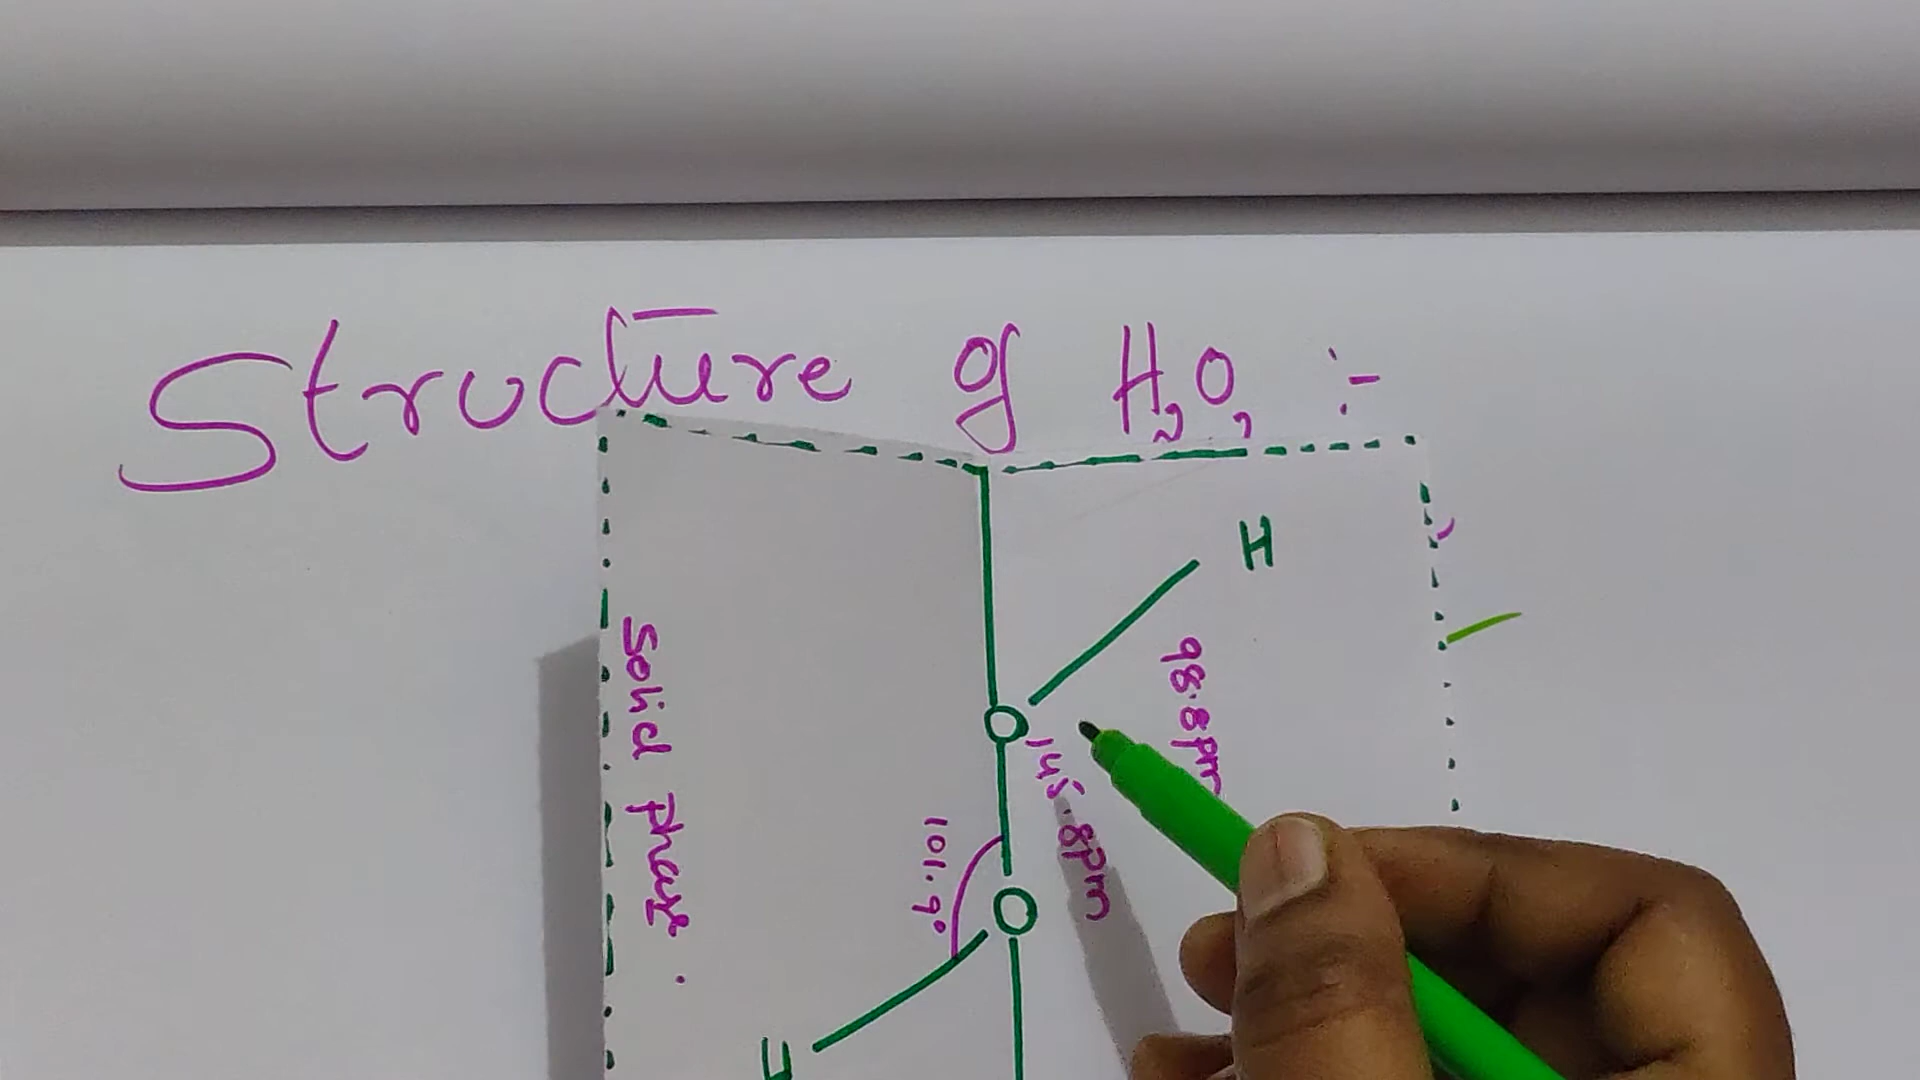 Structure of H2O2 :-
H
98.8pm
O
145.8pm
101.9°
O
H
Solid phase.